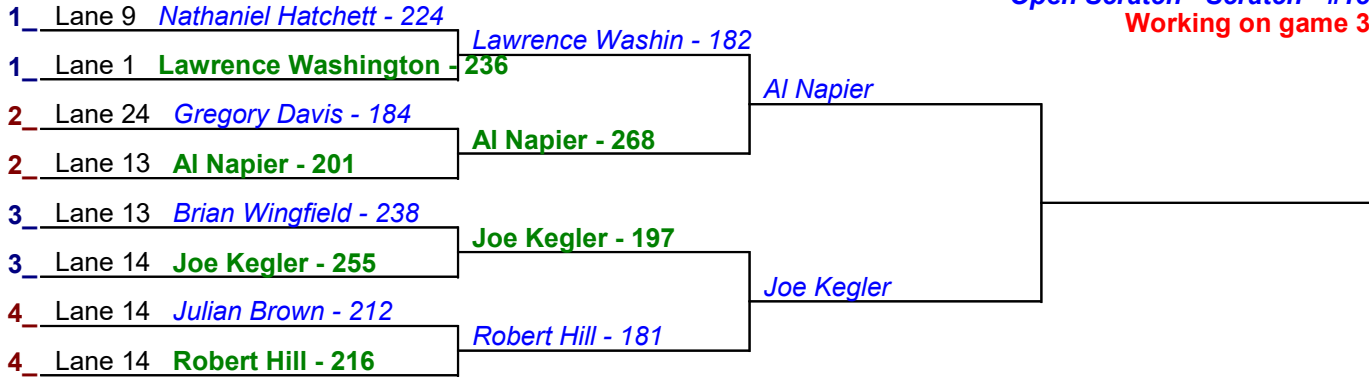 Open Scratch - Scratch - #
Working on game 3
1_ Lane 9 Nathaniel Hatchett - 224
Lawrence Washin - 182
1_ Lane 1 Lawrence Washington - 236
Al Napier
2_ Lane 24 Gregory Davis - 184
Al Napier - 268
2_ Lane 13 Al Napier - 201
3_ Lane 13 Brian Wingfield - 238
Joe Kegler - 197
3_ Lane 14 Joe Kegler - 255
Joe Kegler
4_ Lane 14 Julian Brown - 212
Robert Hill - 181
4_ Lane 14 Robert Hill - 216